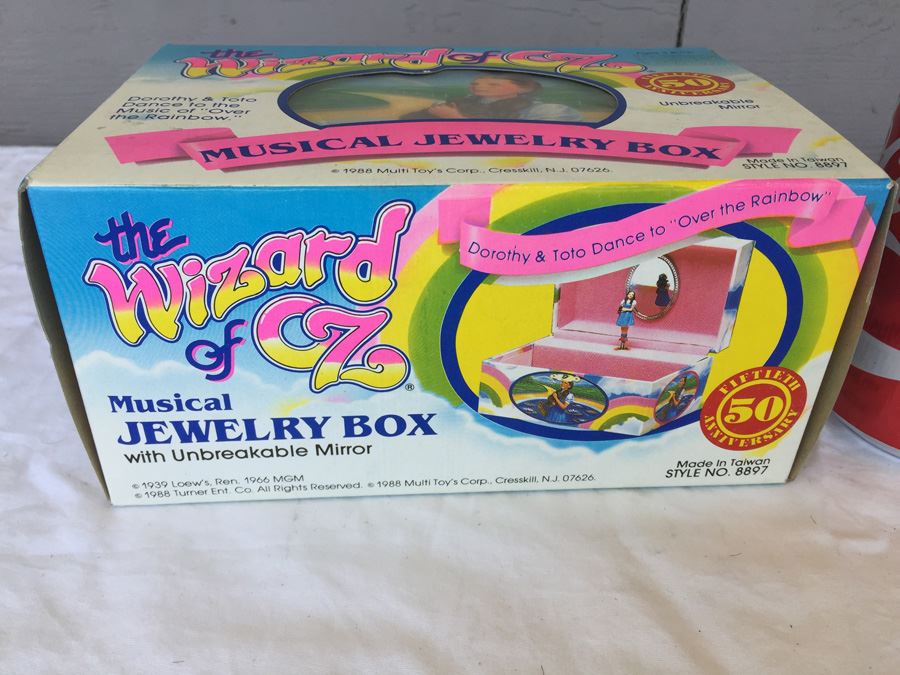 the
Wizard of OZ
Dorothy & Toto
Dance to the
Music of "Over
the Rainbow."
50
Unbreakable
Mirror
MUSICAL JEWELRY BOX
Made in Taiwan
STYLE NO. 8897
© 1988 Multi Toy's Corp., Cresskill, N.J. 07626.
the
Wizard
of OZ ®
Dorothy & Toto Dance to "Over the Rainbow"
Musical
JEWELRY BOX
with Unbreakable Mirror
FIFTIETH
50
ANNIVERSARY
Made in Taiwan
STYLE NO. 8897
© 1939 Loew's, Ren. 1966 MGM
© 1988 Turner Ent. Co. All Rights Reserved. © 1988 Multi Toy's Corp., Cresskill, N.J. 07626.